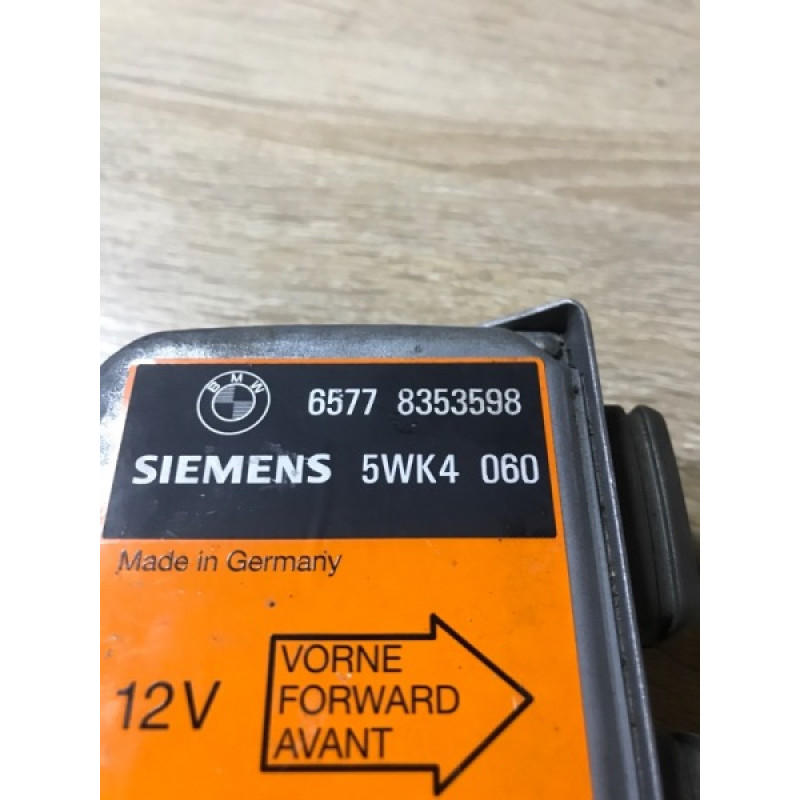 BMW
6577 8353598
SIEMENS 5WK4 060
Made in Germany
12V
VORNE
FORWARD
AVANT